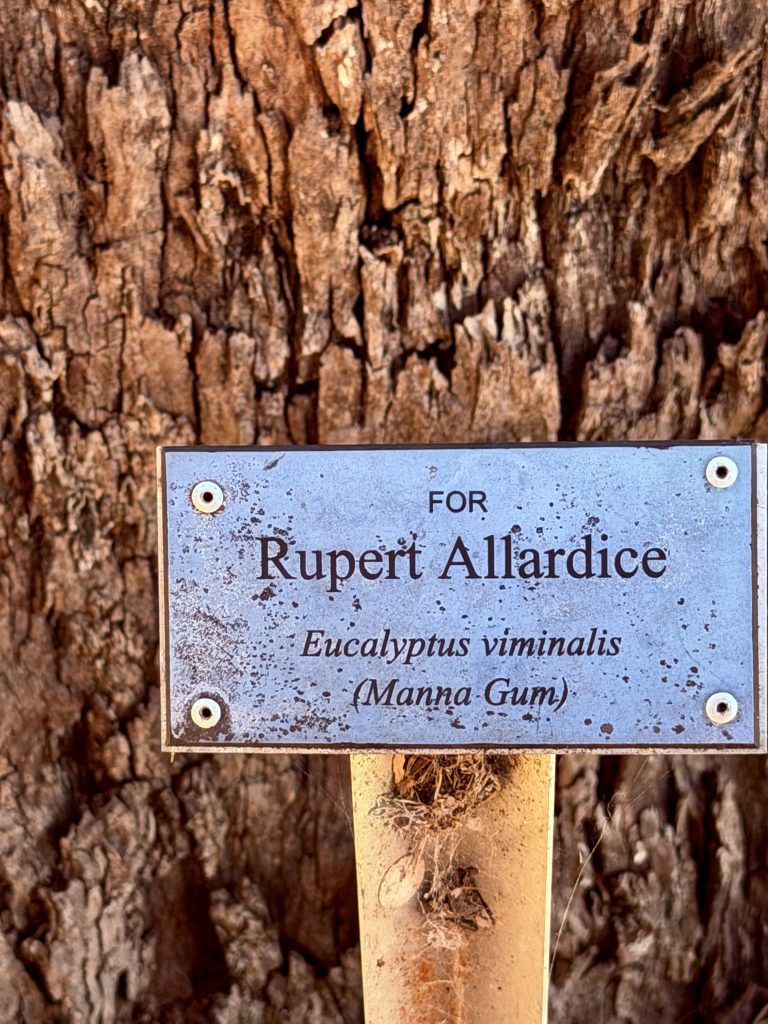 FOR
Rupert Allardice
Eucalyptus viminalis
(Manna Gum)